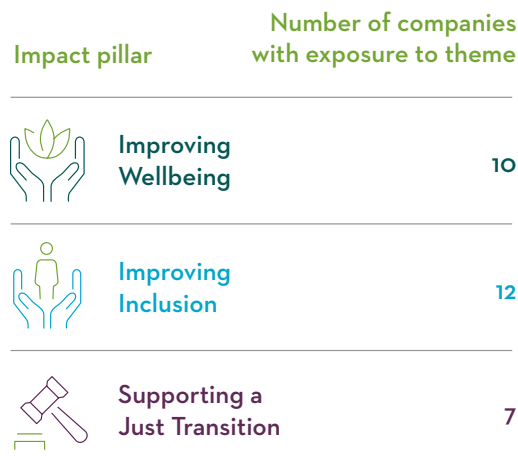 Impact pillar
Number of companies
with exposure to theme
Improving
Wellbeing
10
Improving
Inclusion
12
Supporting a
Just Transition
7